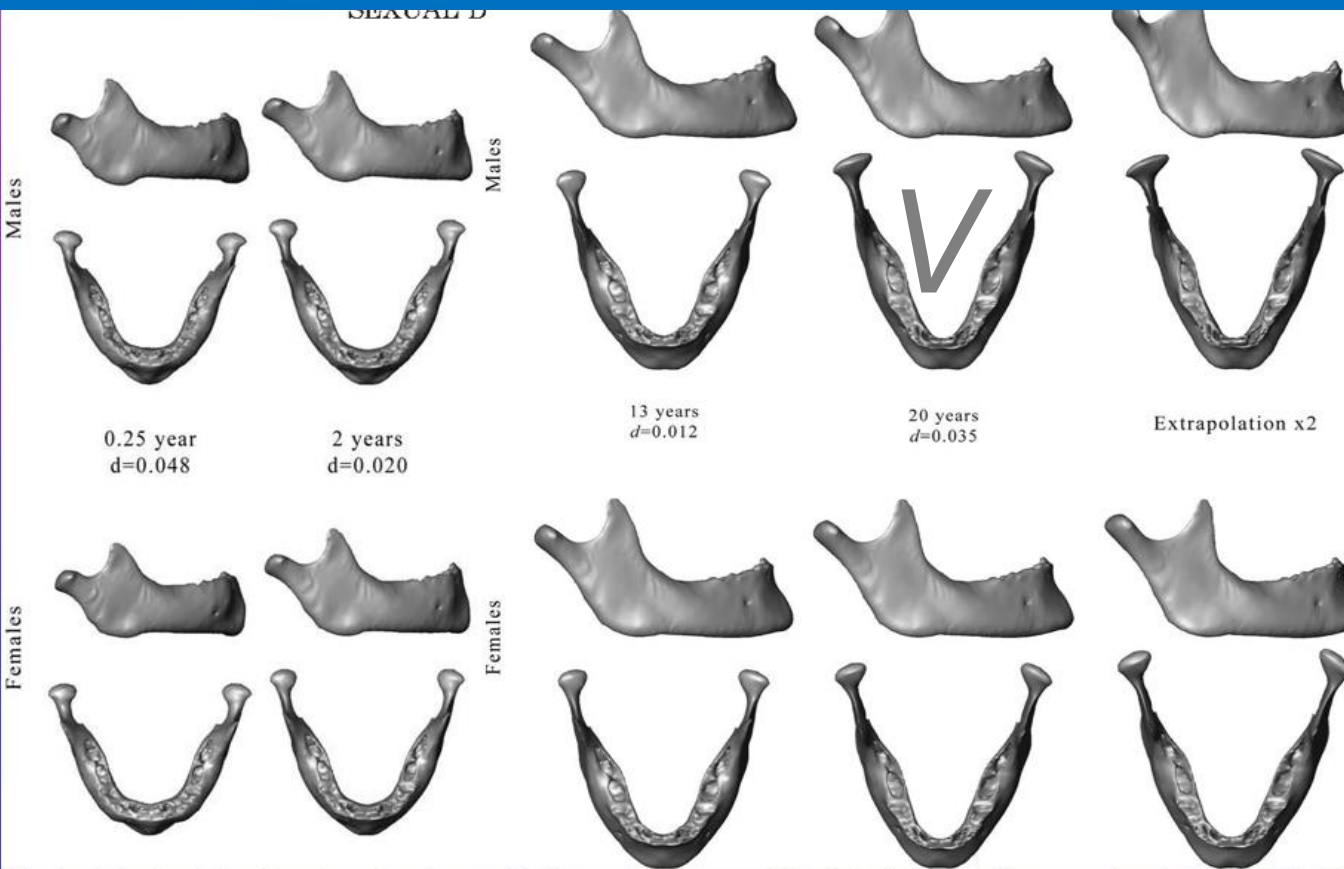 SEXUAL D
Males
Males
V
0.25 year
d=0.048
2 years
d=0.020
13 years
d=0.012
20 years
d=0.035
Extrapolation x2
Females
Females